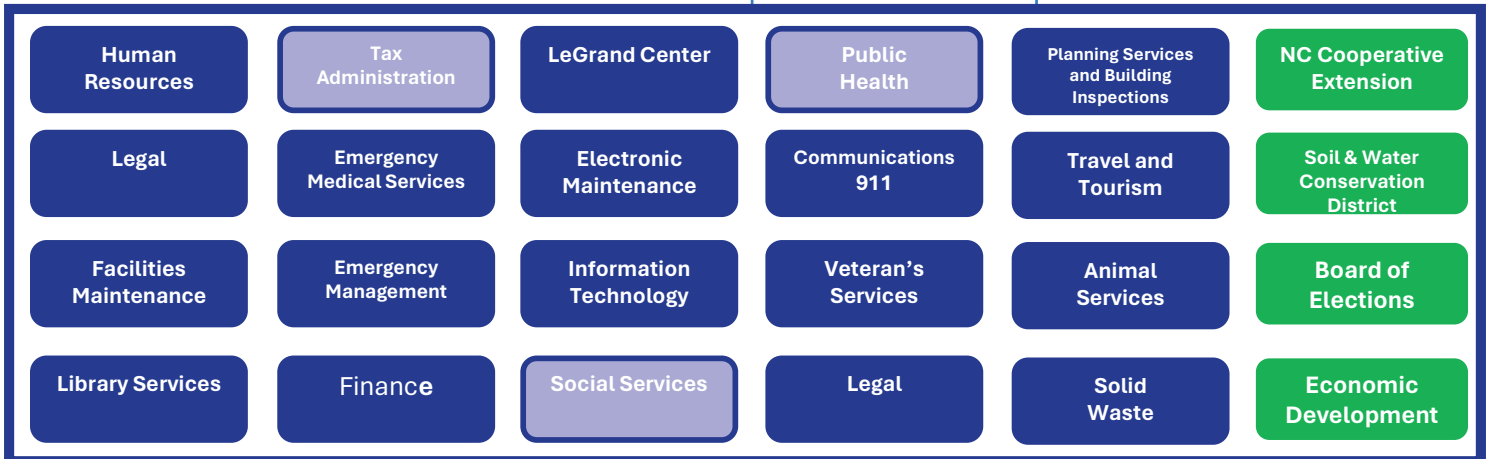 Human
Resources
Tax
Administration
LeGrand Center
Public
Health
Planning Services
and Building
Inspections
NC Cooperative
Extension
Legal
Emergency
Medical Services
Electronic
Maintenance
Communications
911
Travel and
Tourism
Soil & Water
Conservation
District
Facilities
Maintenance
Emergency
Management
Information
Technology
Veteran’s
Services
Animal
Services
Board of
Elections
Library Services
Finance
Social Services
Legal
Solid
Waste
Economic
Development